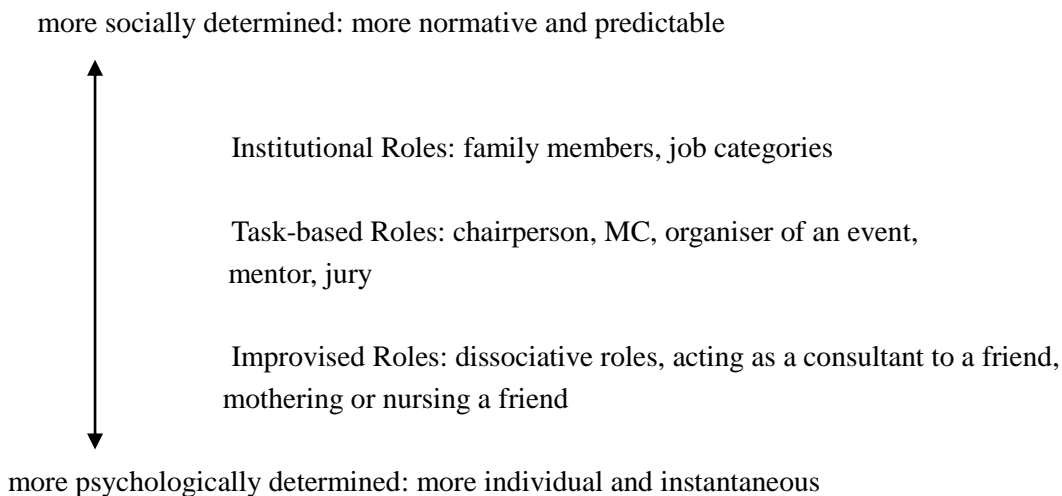 more socially determined: more normative and predictable
Institutional Roles: family members, job categories
Task-based Roles: chairperson, MC, organiser of an event,
mentor, jury
Improvised Roles: dissociative roles, acting as a consultant to a friend,
mothering or nursing a friend
more psychologically determined: more individual and instantaneous